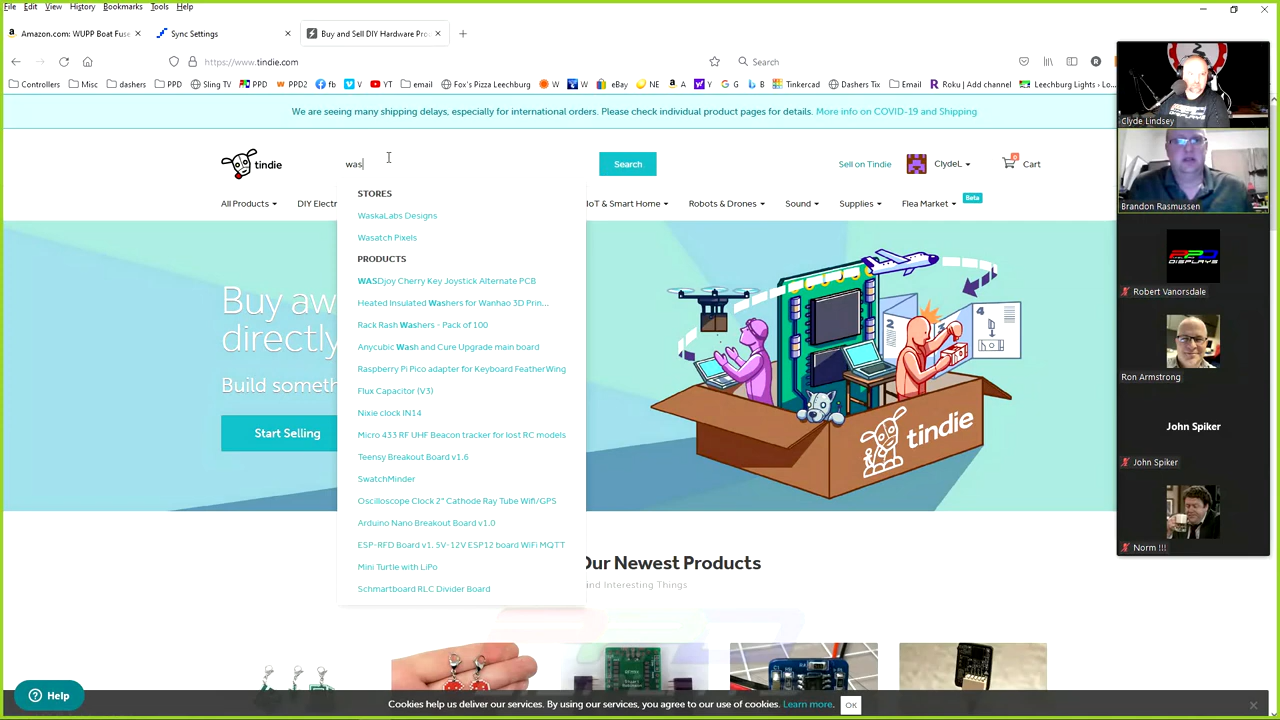 File Edit View History Bookmarks Tools Help
Amazon.com: WUPP Boat Fuse
Sync Settings
Buy and Sell DIY Hardware Pro
https://www.tindie.com
Search
Controllers Misc dashers PPD Sling TV PPD PPD2 fb V YT email Fox's Pizza Leechburg W W eBay NE A Y G B Tinkercad Dashers Tix Email Roku | Add channel Leechburg Lights - Lo...
We are seeing many shipping delays, especially for international orders. Please check individual product pages for details. More info on COVID-19 and Shipping
tindie
was
Search
Sell on Tindie
ClydeL
0
Cart
All Products
DIY Electr
IoT & Smart Home
Robots & Drones
Sound
Supplies
Flea Market
Beta
STORES
WaskaLabs Designs
Wasatch Pixels
PRODUCTS
WASDjoy Cherry Key Joystick Alternate PCB
Heated Insulated Washers for Wanhao 3D Prin...
Rack Rash Washers - Pack of 100
Anycubic Wash and Cure Upgrade main board
Raspberry Pi Pico adapter for Keyboard FeatherWing
Flux Capacitor (V3)
Nixie clock IN14
Micro 433 RF UHF Beacon tracker for lost RC models
Teensy Breakout Board v1.6
SwatchMinder
Oscilloscope Clock 2" Cathode Ray Tube Wifi/GPS
Arduino Nano Breakout Board v1.0
ESP-RFD Board v1. 5V-12V ESP12 board WiFi MQTT
Mini Turtle with LiPo
Schmartboard RLC Divider Board
Buy aw
directly
Build someth
Start Selling
2
4
tindie
Our Newest Products
ind Interesting Things
PPD
Help
Cookies help us deliver our services. By using our services, you agree to our use of cookies. Learn more.
OK
Clyde Lindsey
Brandon Rasmussen
PPD
DISPLAYS
Robert Vanorsdale
Ron Armstrong
John Spiker
John Spiker
Norm !!!